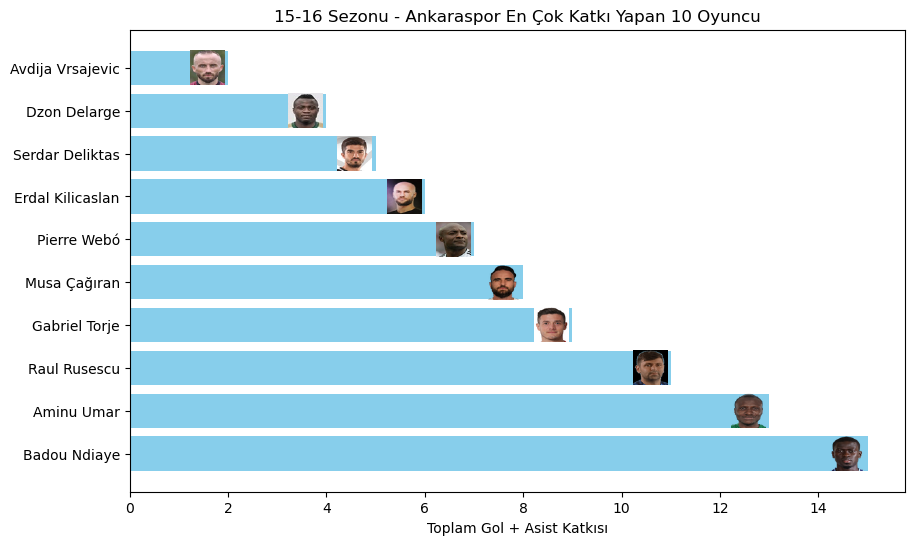 15-16 Sezonu - Ankaraspor En Çok Katkı Yapan 10 Oyuncu
Avdija Vrsajevic
Dzon Delarge
Serdar Deliktas
Erdal Kilicaslan
Pierre Webó
Musa Çağıran
Gabriel Torje
Raul Rusescu
Aminu Umar
Badou Ndiaye
0 2 4 6 8 10 12 14
Toplam Gol + Asist Katkısı